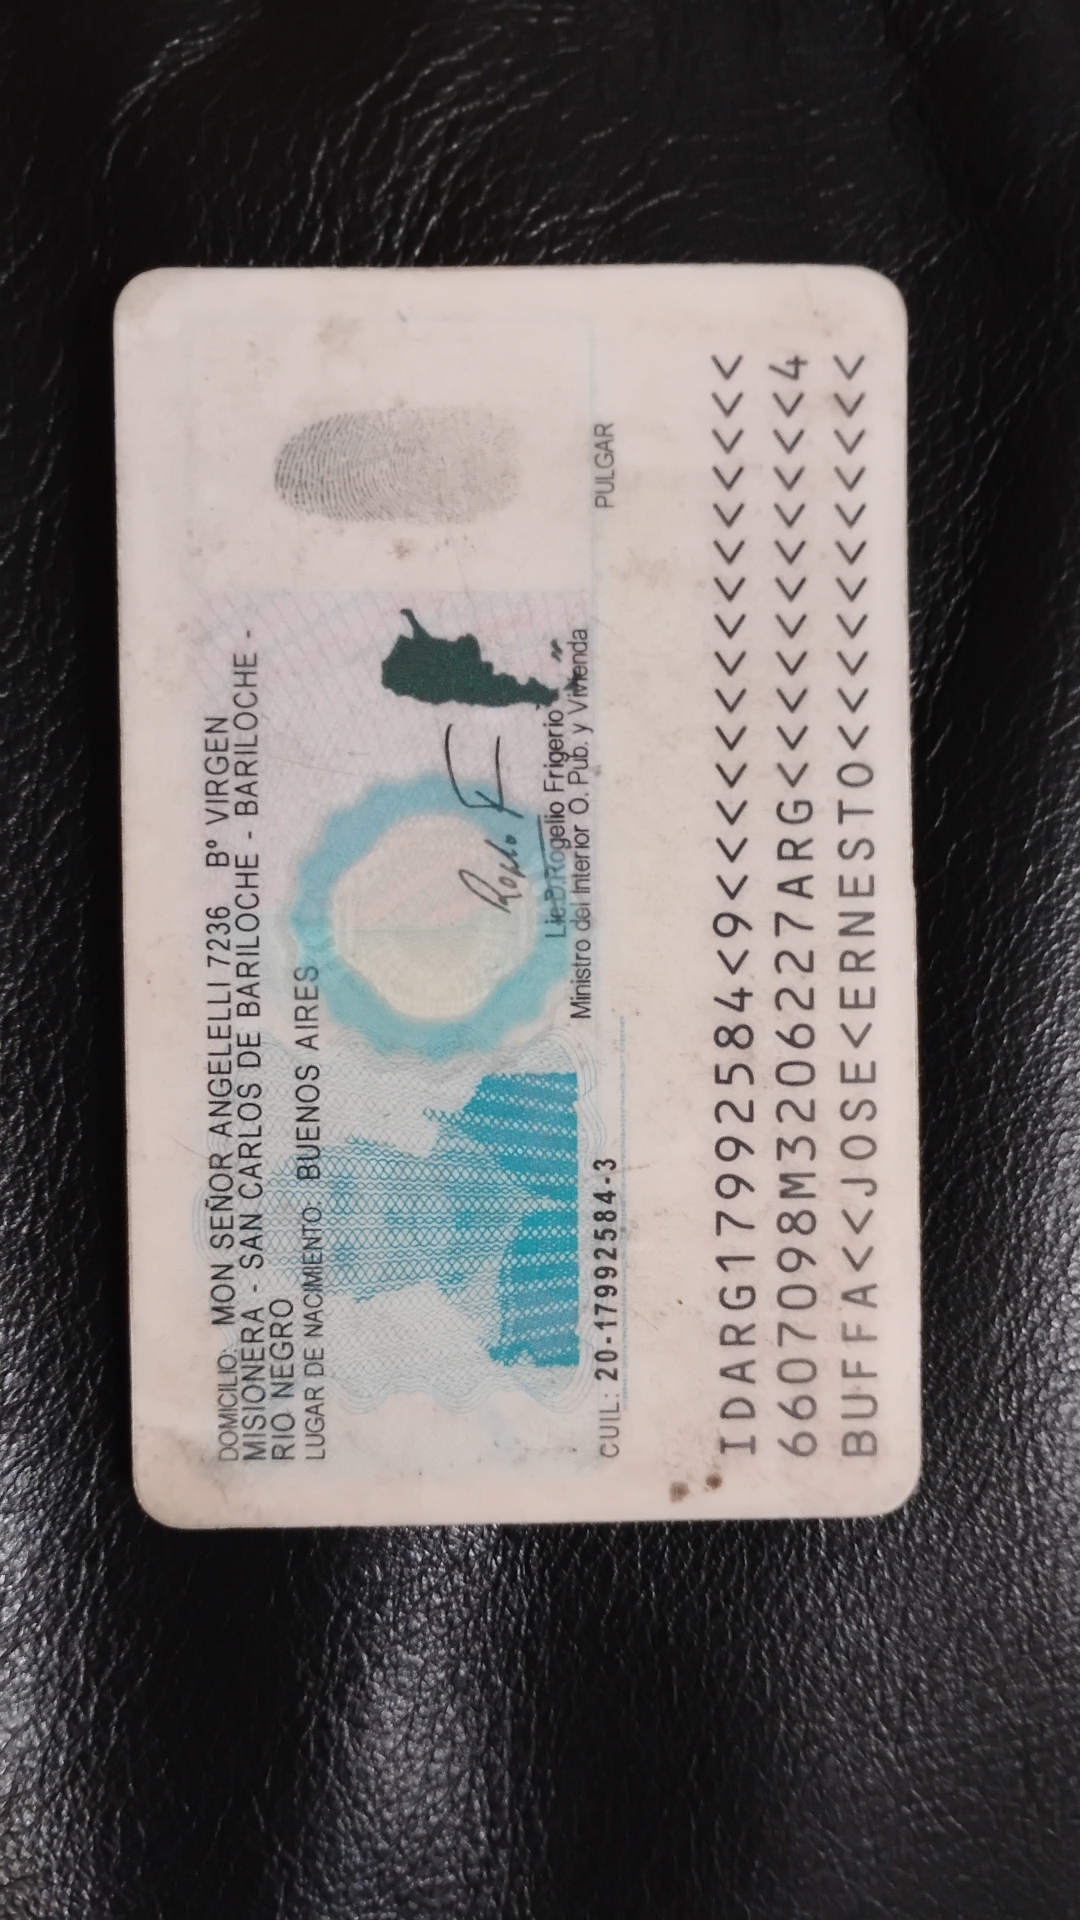 DOMICILIO: MON SEÑOR ANGELELLI 7236 Bº VIRGEN
MISIONERA - SAN CARLOS DE BARILOCHE - BARILOCHE -
RIO NEGRO
LUGAR DE NACIMIENTO: BUENOS AIRES
Lic.D.Rogelio Frigerio
Ministro del Interior O. Pub. y Vivienda
PULGAR
CUIL: 20-17992584-3
IDARG17992584<9<<<<<<<<<<<<<<<
6607098M3206227ARG<<<<<<<<<<<4
BUFFA<<JOSE<ERNESTO<<<<<<<<<<<